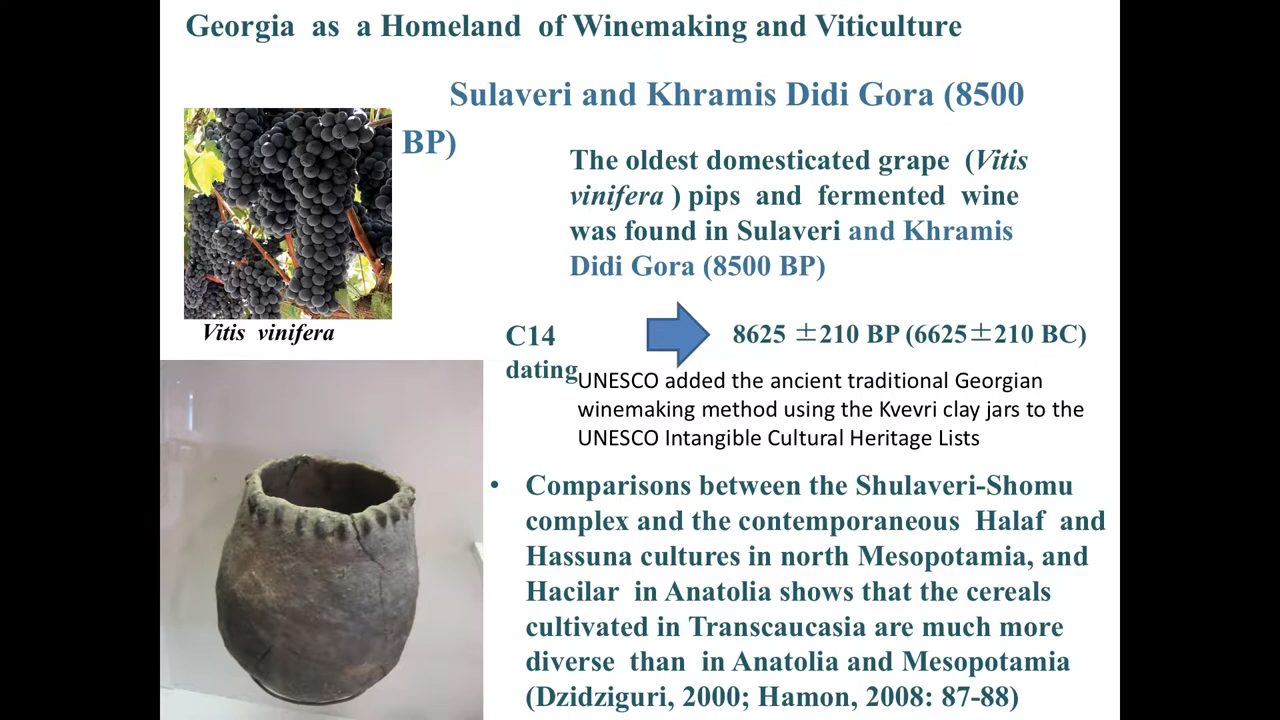 Georgia as a Homeland of Winemaking and Viticulture
Sulaveri and Khramis Didi Gora (8500
BP)
The oldest domesticated grape (Vitis
vinifera ) pips and fermented wine
was found in Sulaveri and Khramis
Didi Gora (8500 BP)
Vitis vinifera
C14
dating
8625 ±210 BP (6625±210 BC)
UNESCO added the ancient traditional Georgian
winemaking method using the Kvevri clay jars to the
UNESCO Intangible Cultural Heritage Lists
• Comparisons between the Shulaveri-Shomu
complex and the contemporaneous Halaf and
Hassuna cultures in north Mesopotamia, and
Hacilar in Anatolia shows that the cereals
cultivated in Transcaucasia are much more
diverse than in Anatolia and Mesopotamia
(Dzidziguri, 2000; Hamon, 2008: 87-88)